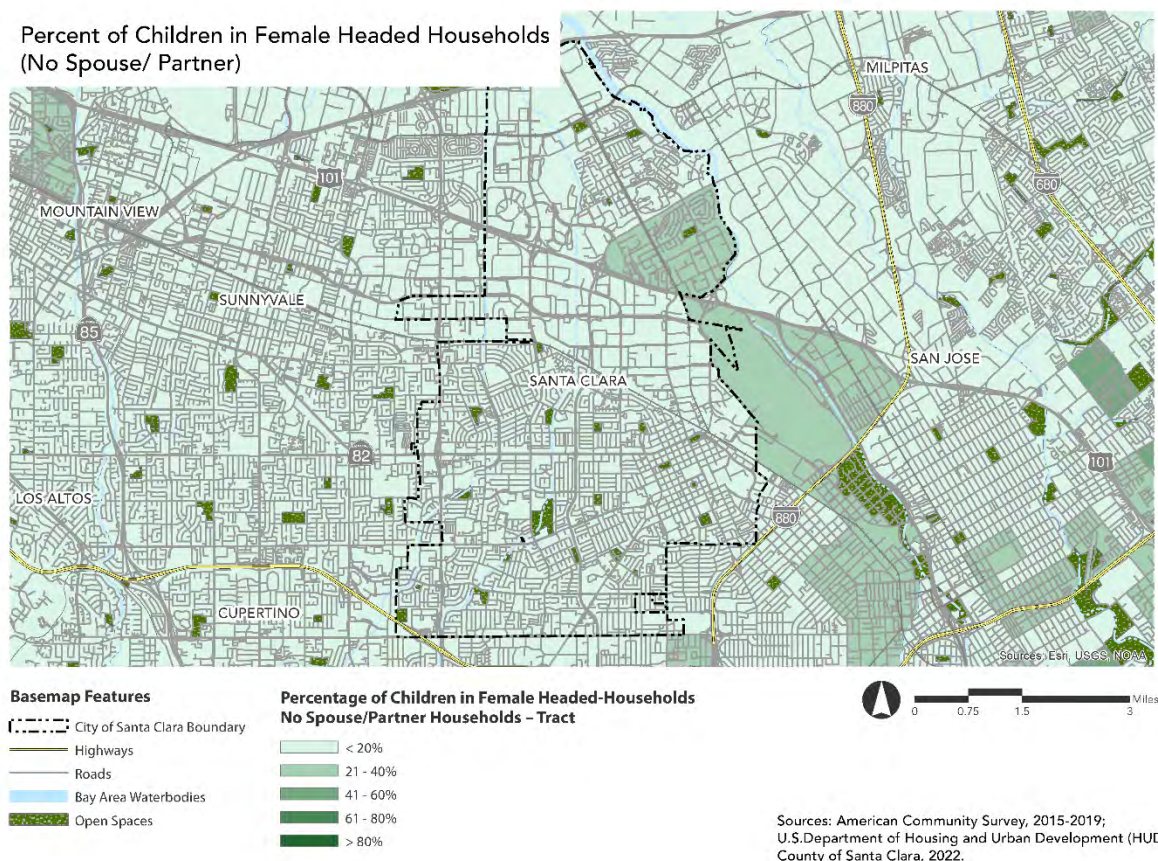 Percent of Children in Female Headed Households
(No Spouse/ Partner)
MILPITAS
880
680
101
MOUNTAIN VIEW
SUNNYVALE
85
SAN JOSE
SANTA CLARA
82
101
LOS ALTOS
880
CUPERTINO
Sources: Esri, USGS, NOAA
Basemap Features
City of Santa Clara Boundary
Highways
Roads
Bay Area Waterbodies
Open Spaces
Percentage of Children in Female Headed-Households
No Spouse/Partner Households – Tract
< 20%
21 - 40%
41 - 60%
61 - 80%
> 80%
Miles
0 0.75 1.5 3
Sources: American Community Survey, 2015-2019;
U.S.Department of Housing and Urban Development (HUD
County of Santa Clara, 2022.